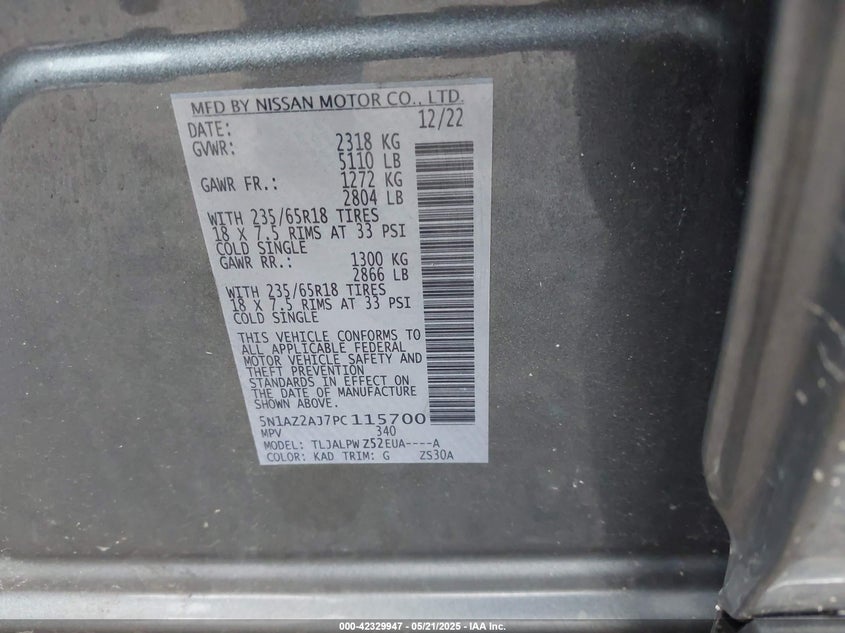 MFD BY NISSAN MOTOR CO., LTD.
DATE: 12/22
GVWR: 2318 KG
5110 LB
GAWR FR.: 1272 KG
2804 LB
WITH 235/65R18 TIRES
18 X 7.5 RIMS AT 33 PSI
COLD SINGLE
GAWR RR.: 1300 KG
2866 LB
WITH 235/65R18 TIRES
18 X 7.5 RIMS AT 33 PSI
COLD SINGLE
THIS VEHICLE CONFORMS TO
ALL APPLICABLE FEDERAL
MOTOR VEHICLE SAFETY AND
THEFT PREVENTION
STANDARDS IN EFFECT ON
THE DATE OF MANUFACTURE
SHOWN ABOVE.
5N1AZ2AJ7PC115700
MPV 340
MODEL: TLJALPW Z52EUA----A
COLOR: KAD TRIM: G ZS30A
000-42329947 - 05/21/2025 - IAA Inc.